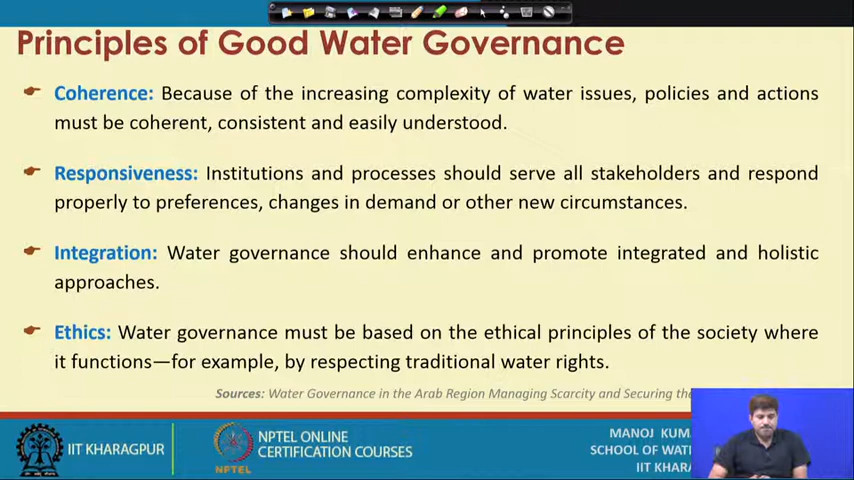 Principles of Good Water Governance
Coherence: Because of the increasing complexity of water issues, policies and actions
must be coherent, consistent and easily understood.
Responsiveness: Institutions and processes should serve all stakeholders and respond
properly to preferences, changes in demand or other new circumstances.
Integration: Water governance should enhance and promote integrated and holistic
approaches.
Ethics: Water governance must be based on the ethical principles of the society where
it functions—for example, by respecting traditional water rights.
Sources: Water Governance in the Arab Region Managing Scarcity and Securing the
IIT KHARAGPUR
NPTEL
NPTEL ONLINE
CERTIFICATION COURSES
MANOJ
SCHOOL OF
IIT